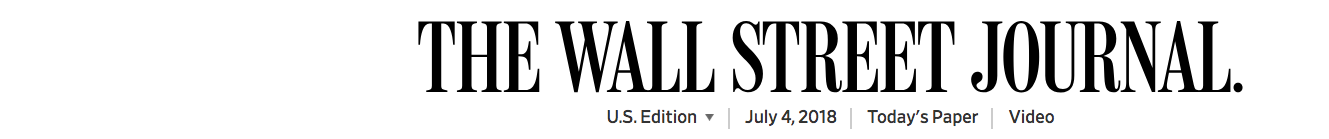 THE WALL STREET JOURNAL.
U.S. Edition ▼ | July 4, 2018 | Today's Paper | Video